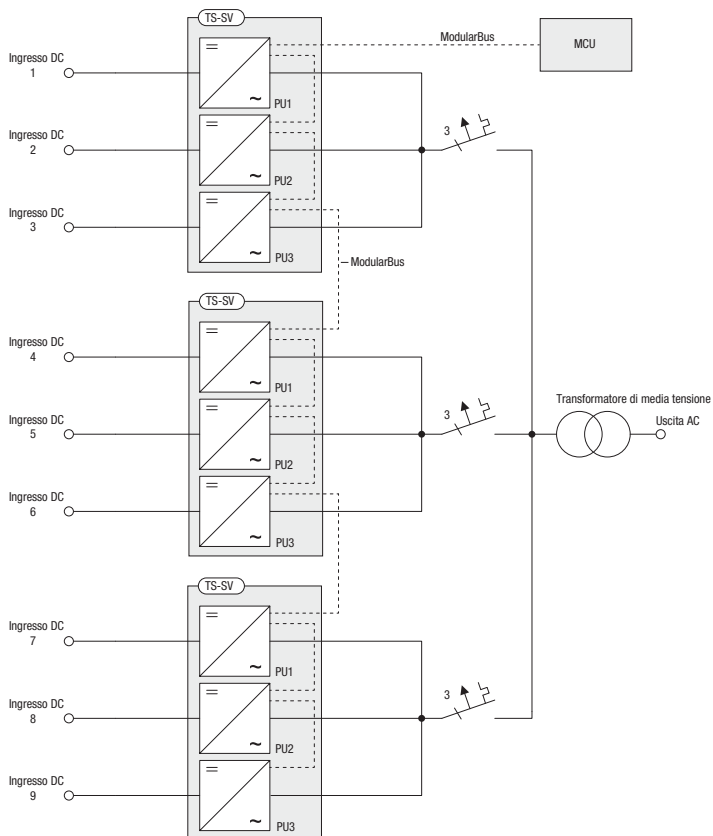 TS-SV
ModularBus
MCU
Ingresso DC
1
PU1
3
Ingresso DC
2
PU2
Ingresso DC
3
PU3
ModularBus
TS-SV
Ingresso DC
4
PU1
3
Transformatore di media tensione
Uscita AC
Ingresso DC
5
PU2
Ingresso DC
6
PU3
TS-SV
Ingresso DC
7
PU1
3
Ingresso DC
8
PU2
Ingresso DC
9
PU3